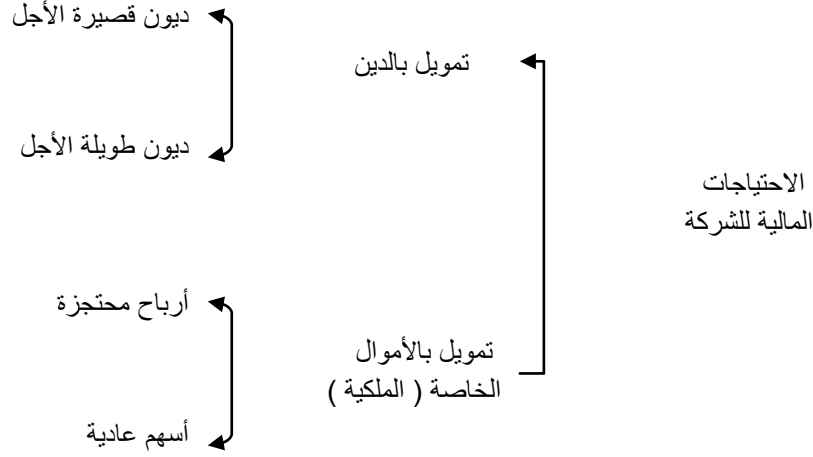 الاحتياجات
المالية للشركة
تمويل بالدين
ديون قصيرة الأجل
ديون طويلة الأجل
تمويل بالأموال
الخاصة ( الملكية )
أرباح محتجزة
أسهم عادية